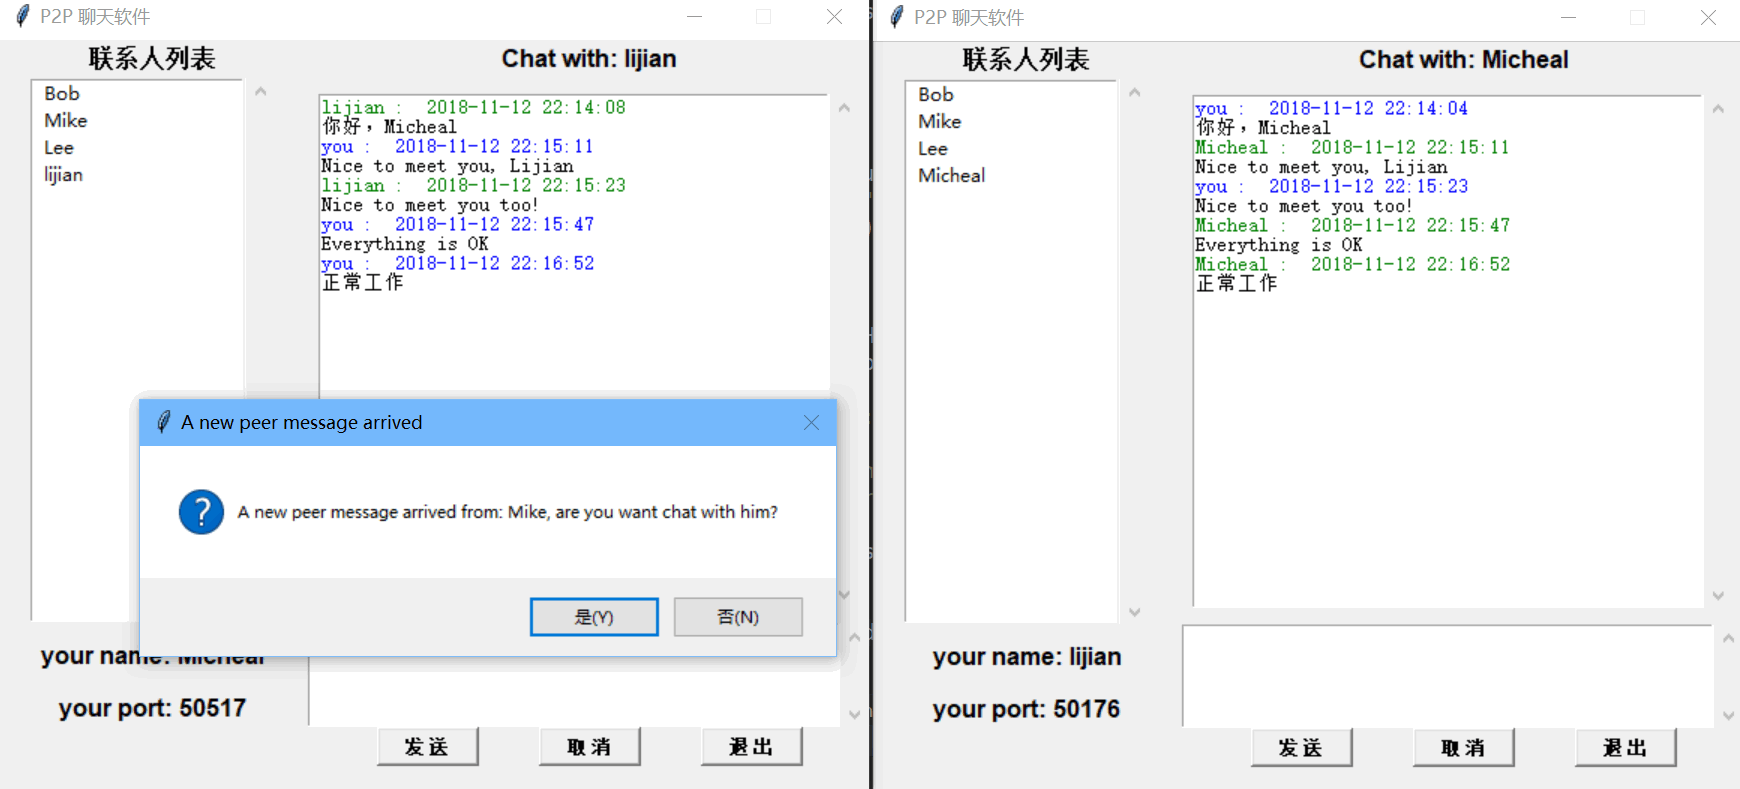 P2P 聊天软件
联系人列表
Chat with: lijian
Bob
Mike
Lee
lijian
lijian :  2018-11-12 22:14:08
你好，Micheal
you :  2018-11-12 22:15:11
Nice to meet you, Lijian
lijian :  2018-11-12 22:15:23
Nice to meet you too!
you :  2018-11-12 22:15:47
Everything is OK
you :  2018-11-12 22:16:52
正常工作
A new peer message arrived
A new peer message arrived from: Mike, are you want chat with him?
是(Y)
否(N)
your name: Micheal
your port: 50517
发送
取消
退出
P2P 聊天软件
联系人列表
Chat with: Micheal
Bob
Mike
Lee
Micheal
you :  2018-11-12 22:14:04
你好，Micheal
Micheal :  2018-11-12 22:15:11
Nice to meet you, Lijian
you :  2018-11-12 22:15:23
Nice to meet you too!
Micheal :  2018-11-12 22:15:47
Everything is OK
Micheal :  2018-11-12 22:16:52
正常工作
your name: lijian
your port: 50176
发送
取消
退出